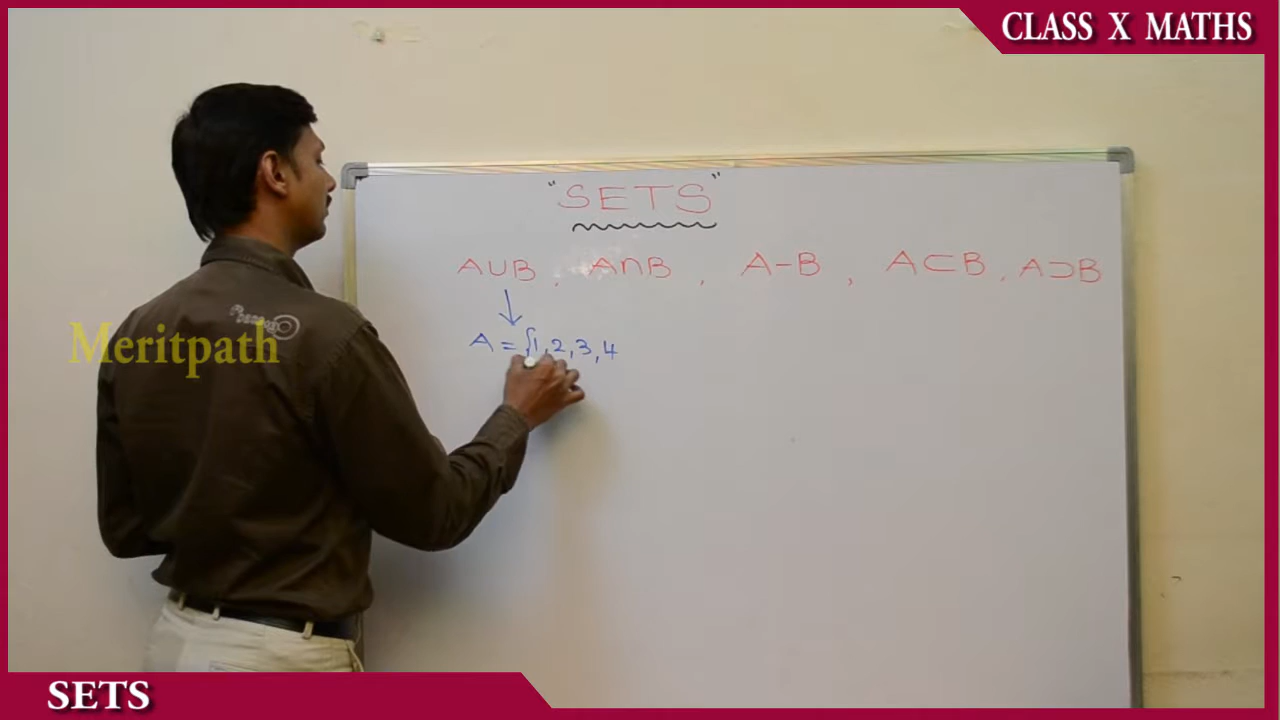 CLASS X MATHS
"SETS"
A∪B , A∩B , A-B , A⊂B , A⊃B
↓
A = {1,2,3,4
Meritpath
SETS